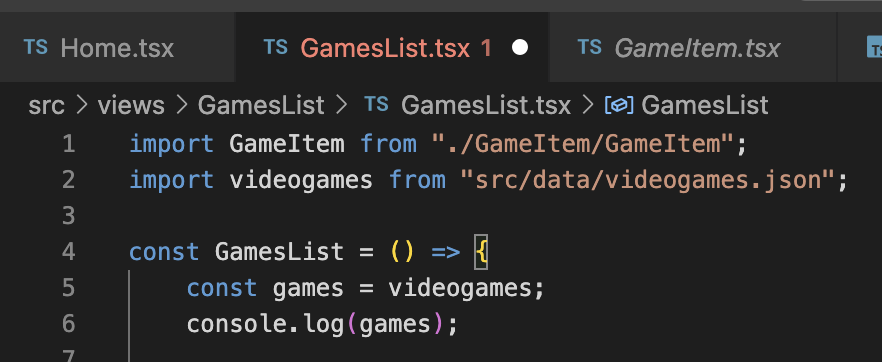 TS Home.tsx TS GamesList.tsx 1 TS GameItem.tsx TS
src > views > GamesList > TS GamesList.tsx > GamesList
1 import GameItem from "./GameItem/GameItem";
2 import videogames from "src/data/videogames.json";
3
4 const GamesList = () => {
5 const games = videogames;
6 console.log(games);
7